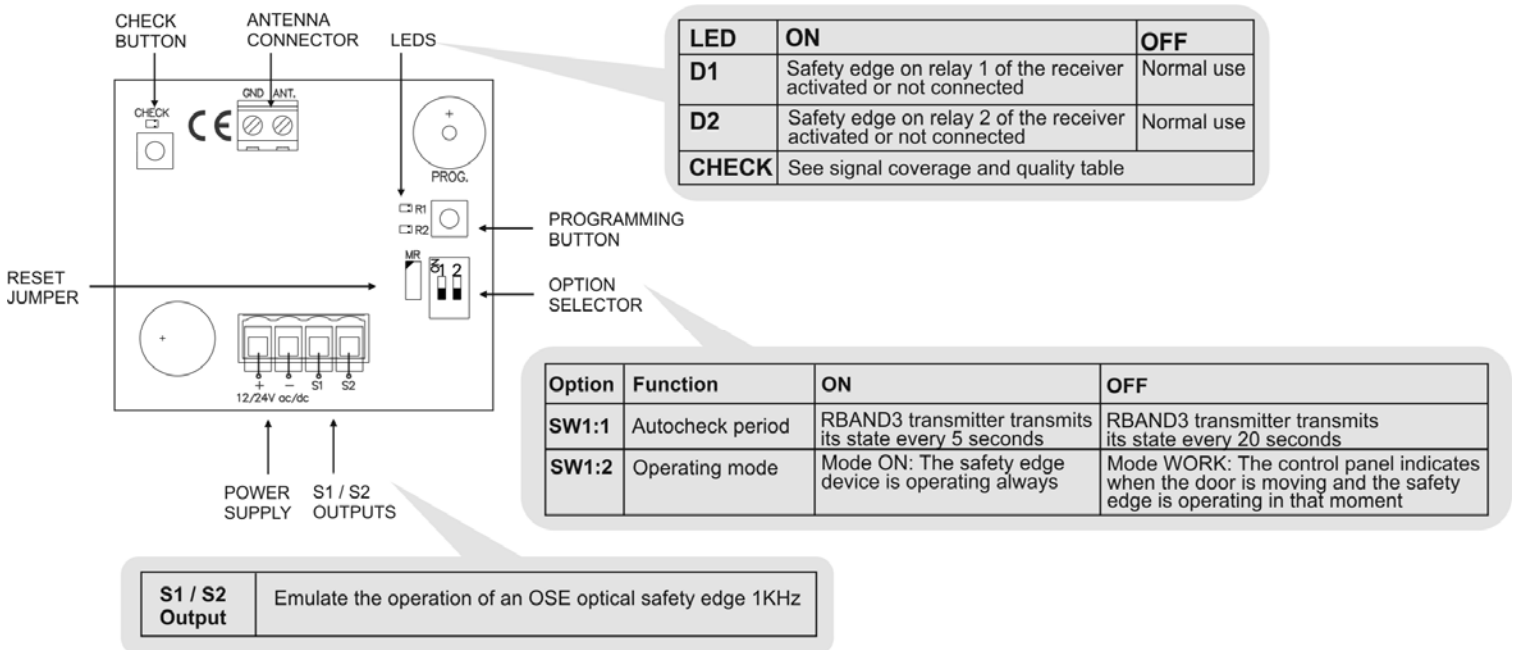 CHECK
BUTTON
ANTENNA
CONNECTOR
LEDS
GND ANT.
CHECK
CE
PROG.
R1
R2
MR
ON
1 2
PROGRAMMING
BUTTON
OPTION
SELECTOR
RESET
JUMPER
+ − S1 S2
12/24V ac/dc
POWER
SUPPLY
S1 / S2
OUTPUTS
LED ON OFF
D1 Safety edge on relay 1 of the receiver Normal use
activated or not connected
D2 Safety edge on relay 2 of the receiver Normal use
activated or not connected
CHECK See signal coverage and quality table
Option Function ON OFF
SW1:1 Autocheck period RBAND3 transmitter transmits RBAND3 transmitter transmits
its state every 5 seconds its state every 20 seconds
SW1:2 Operating mode Mode ON: The safety edge Mode WORK: The control panel indicates
device is operating always when the door is moving and the safety
edge is operating in that moment
S1 / S2 Emulate the operation of an OSE optical safety edge 1KHz
Output